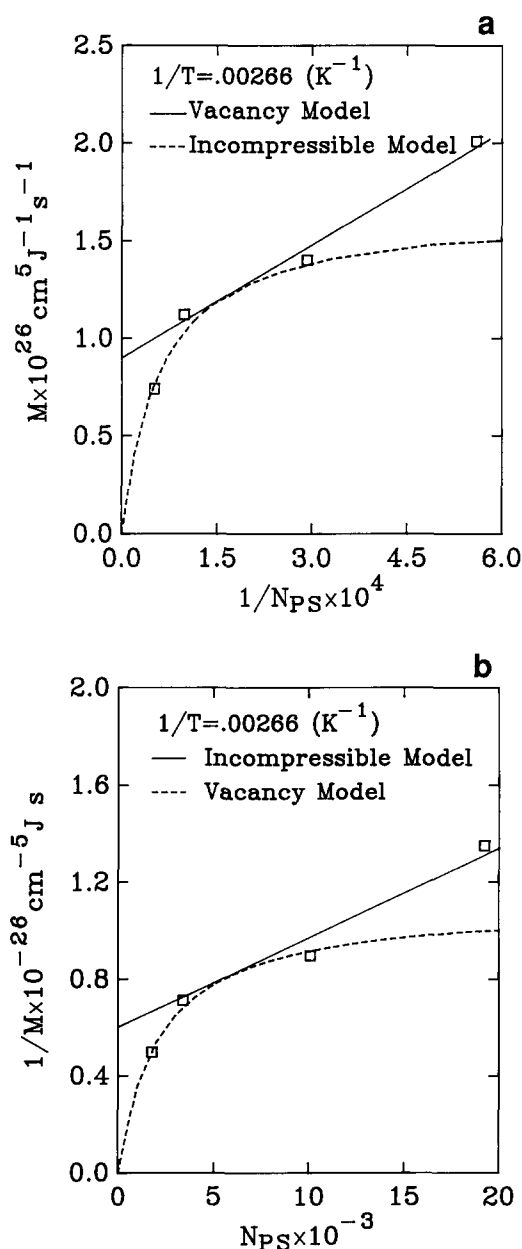 a
2.5
1/T=.00266 (K⁻¹)
Vacancy Model
Incompressible Model
2.0
1.5
1.0
0.5
0.0
M×10²⁶cm⁵J⁻¹s⁻¹
0.0 1.5 3.0 4.5 6.0
1/N_PS×10⁴
b
2.0
1/T=.00266 (K⁻¹)
Incompressible Model
Vacancy Model
1.6
1.2
0.8
0.4
0.0
1/M×10⁻²⁶cm⁻⁵J s
0 5 10 15 20
N_PS×10⁻³